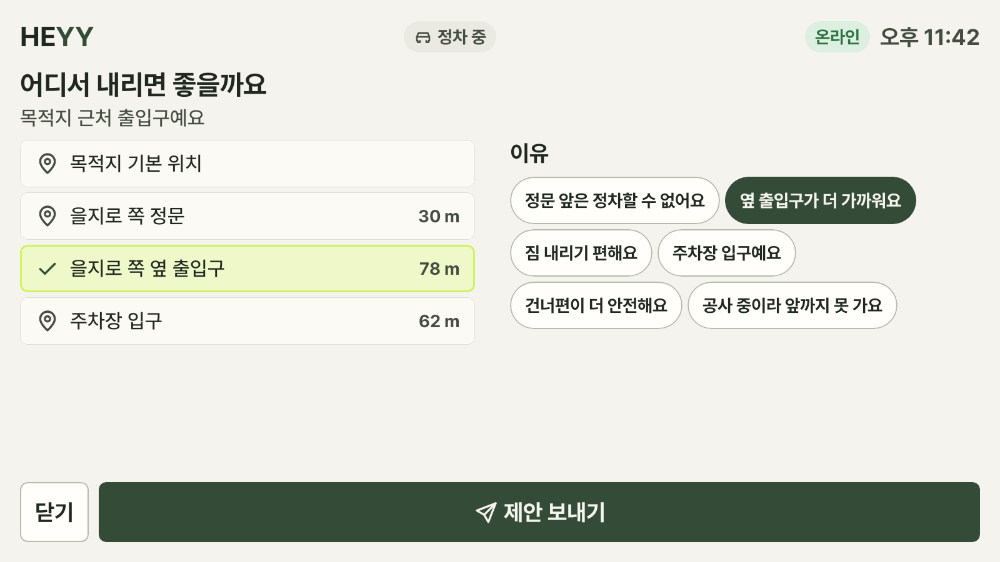 HEYY
정차 중
온라인 오후 11:42
어디서 내리면 좋을까요
목적지 근처 출입구예요
목적지 기본 위치
을지로 쪽 정문 30 m
을지로 쪽 옆 출입구 78 m
주차장 입구 62 m
이유
정문 앞은 정차할 수 없어요
옆 출입구가 더 가까워요
짐 내리기 편해요
주차장 입구예요
건너편이 더 안전해요
공사 중이라 앞까지 못 가요
닫기
제안 보내기